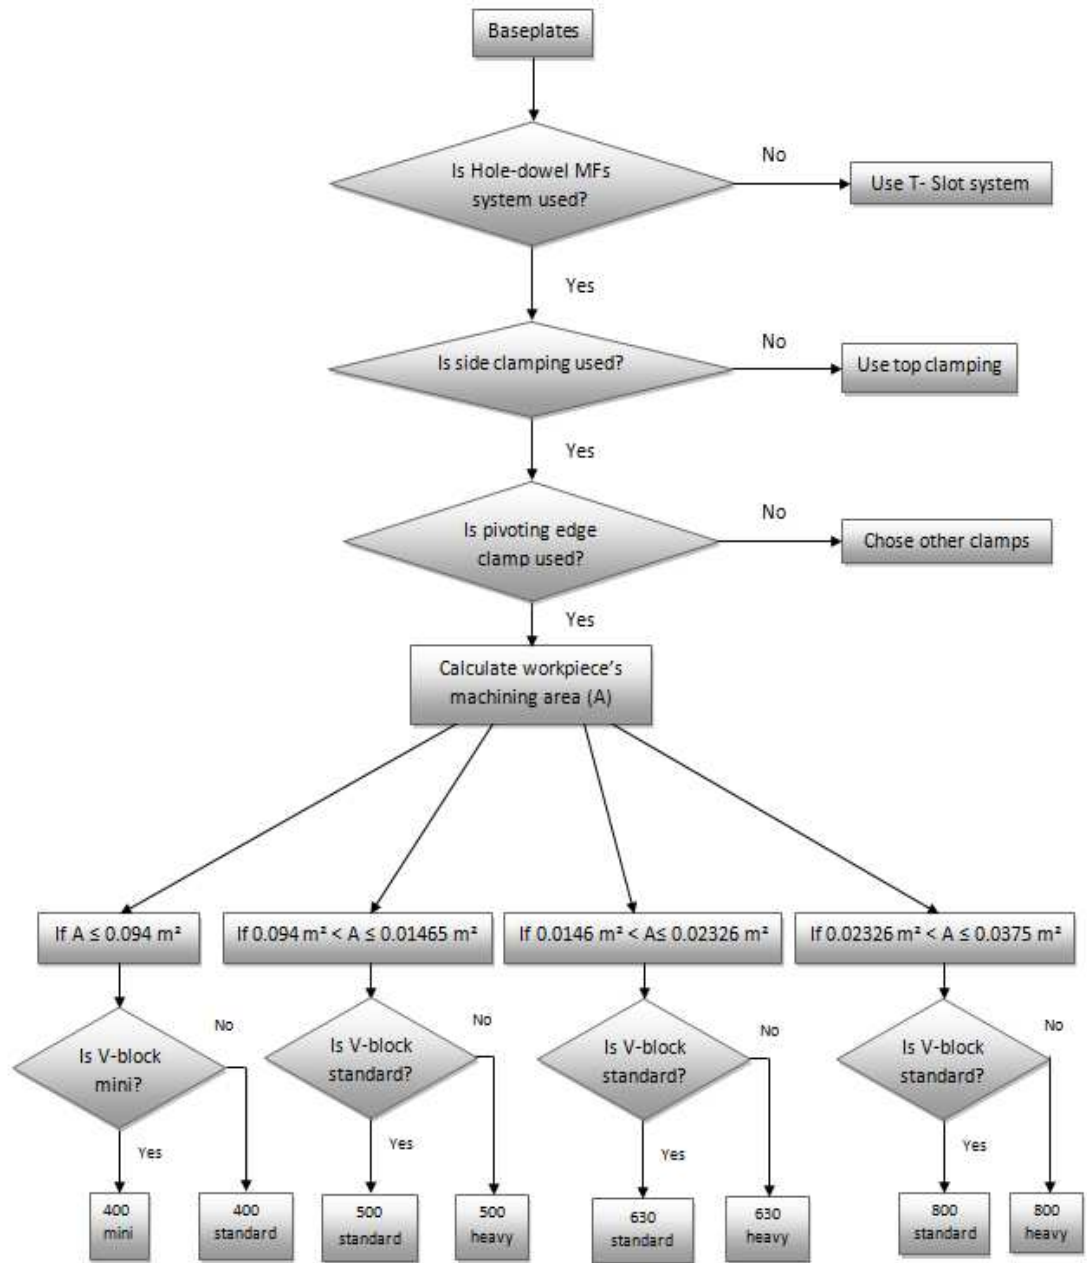 Baseplates
Is Hole-dowel MFs
system used?
No
Use T- Slot system
Yes
Is side clamping used?
No
Use top clamping
Yes
Is pivoting edge
clamp used?
No
Chose other clamps
Yes
Calculate workpiece's
machining area (A)
If A ≤ 0.094 m²
If 0.094 m² < A ≤ 0.01465 m²
If 0.0146 m² < A≤ 0.02326 m²
If 0.02326 m² < A ≤ 0.0375 m²
Is V-block
mini?
No
Yes
Is V-block
standard?
No
Yes
Is V-block
standard?
No
Yes
Is V-block
standard?
No
Yes
400
mini
400
standard
500
standard
500
heavy
630
standard
630
heavy
800
standard
800
heavy